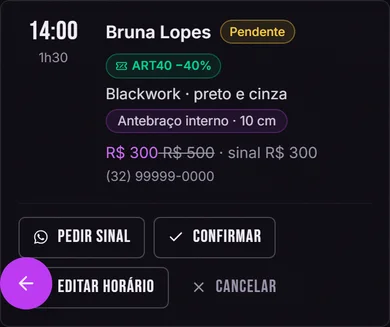 14:00
1h30
Bruna Lopes
Pendente
ART40 −40%
Blackwork · preto e cinza
Antebraço interno · 10 cm
R$ 300 R$ 500 · sinal R$ 300
(32) 99999-0000
PEDIR SINAL
CONFIRMAR
EDITAR HORÁRIO
CANCELAR